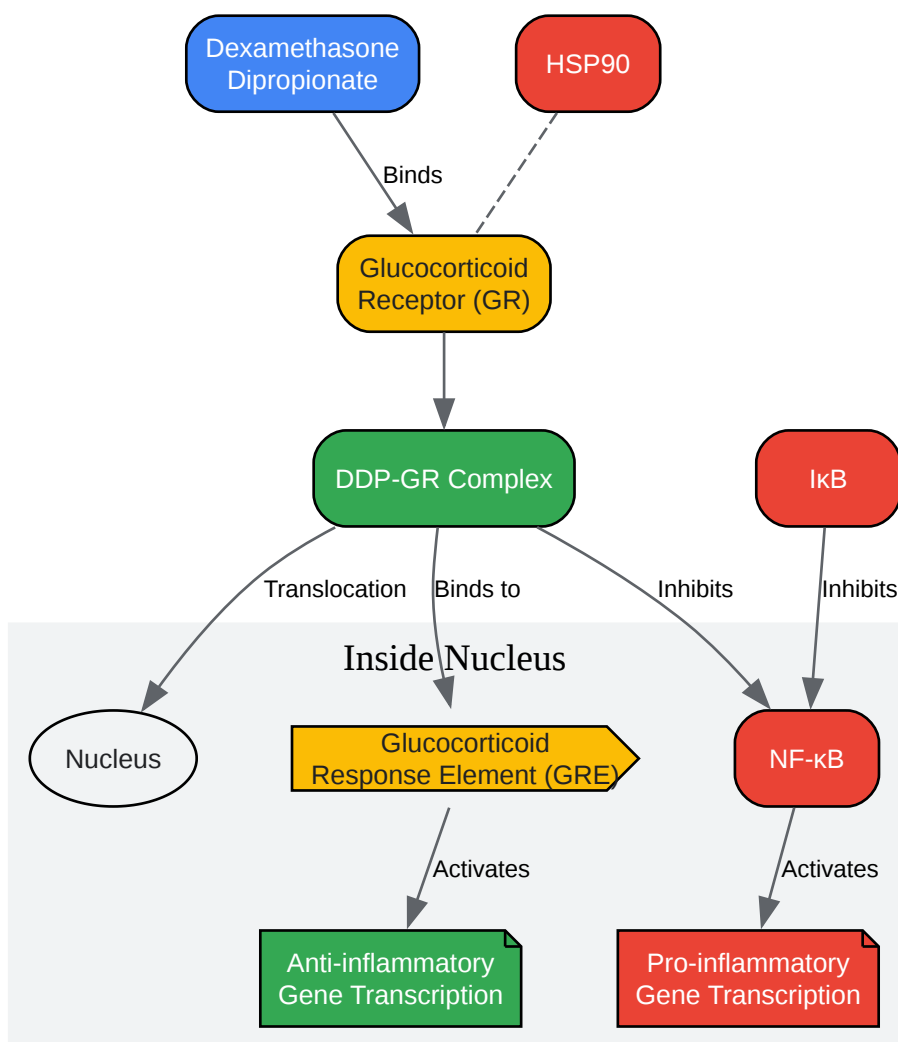 Dexamethasone
Dipropionate
HSP90
Binds
Glucocorticoid
Receptor (GR)
DDP-GR Complex
IκB
Translocation
Binds to
Inhibits
Inhibits
Inside Nucleus
Nucleus
Glucocorticoid
Response Element (GRE)
NF-κB
Activates
Activates
Anti-inflammatory
Gene Transcription
Pro-inflammatory
Gene Transcription